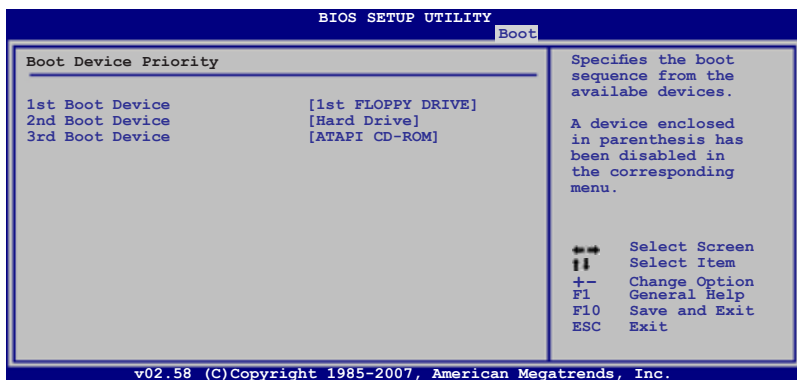 BIOS SETUP UTILITY
Boot
Boot Device Priority
1st Boot Device [1st FLOPPY DRIVE]
2nd Boot Device [Hard Drive]
3rd Boot Device [ATAPI CD-ROM]
Specifies the boot
sequence from the
availabe devices.
A device enclosed
in parenthesis has
been disabled in
the corresponding
menu.
←→ Select Screen
↑↓ Select Item
+- Change Option
F1 General Help
F10 Save and Exit
ESC Exit
v02.58 (C)Copyright 1985-2007, American Megatrends, Inc.